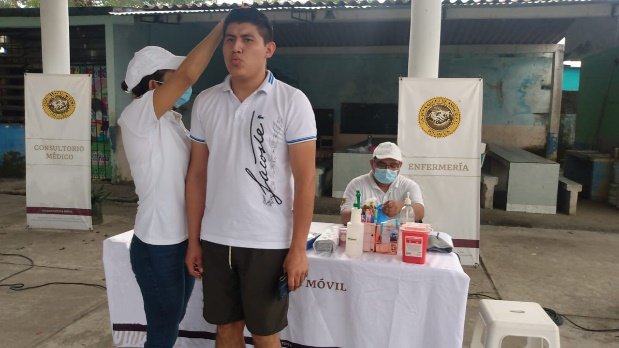 CONSULTORIO
MÉDICO
Lacoste
ENFERMERÍA
MÓVIL